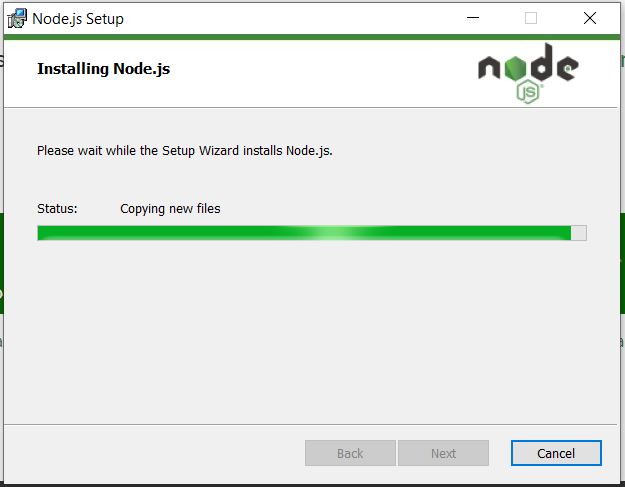 Node.js Setup
Installing Node.js
node
JS
Please wait while the Setup Wizard installs Node.js.
Status: Copying new files
Back Next Cancel